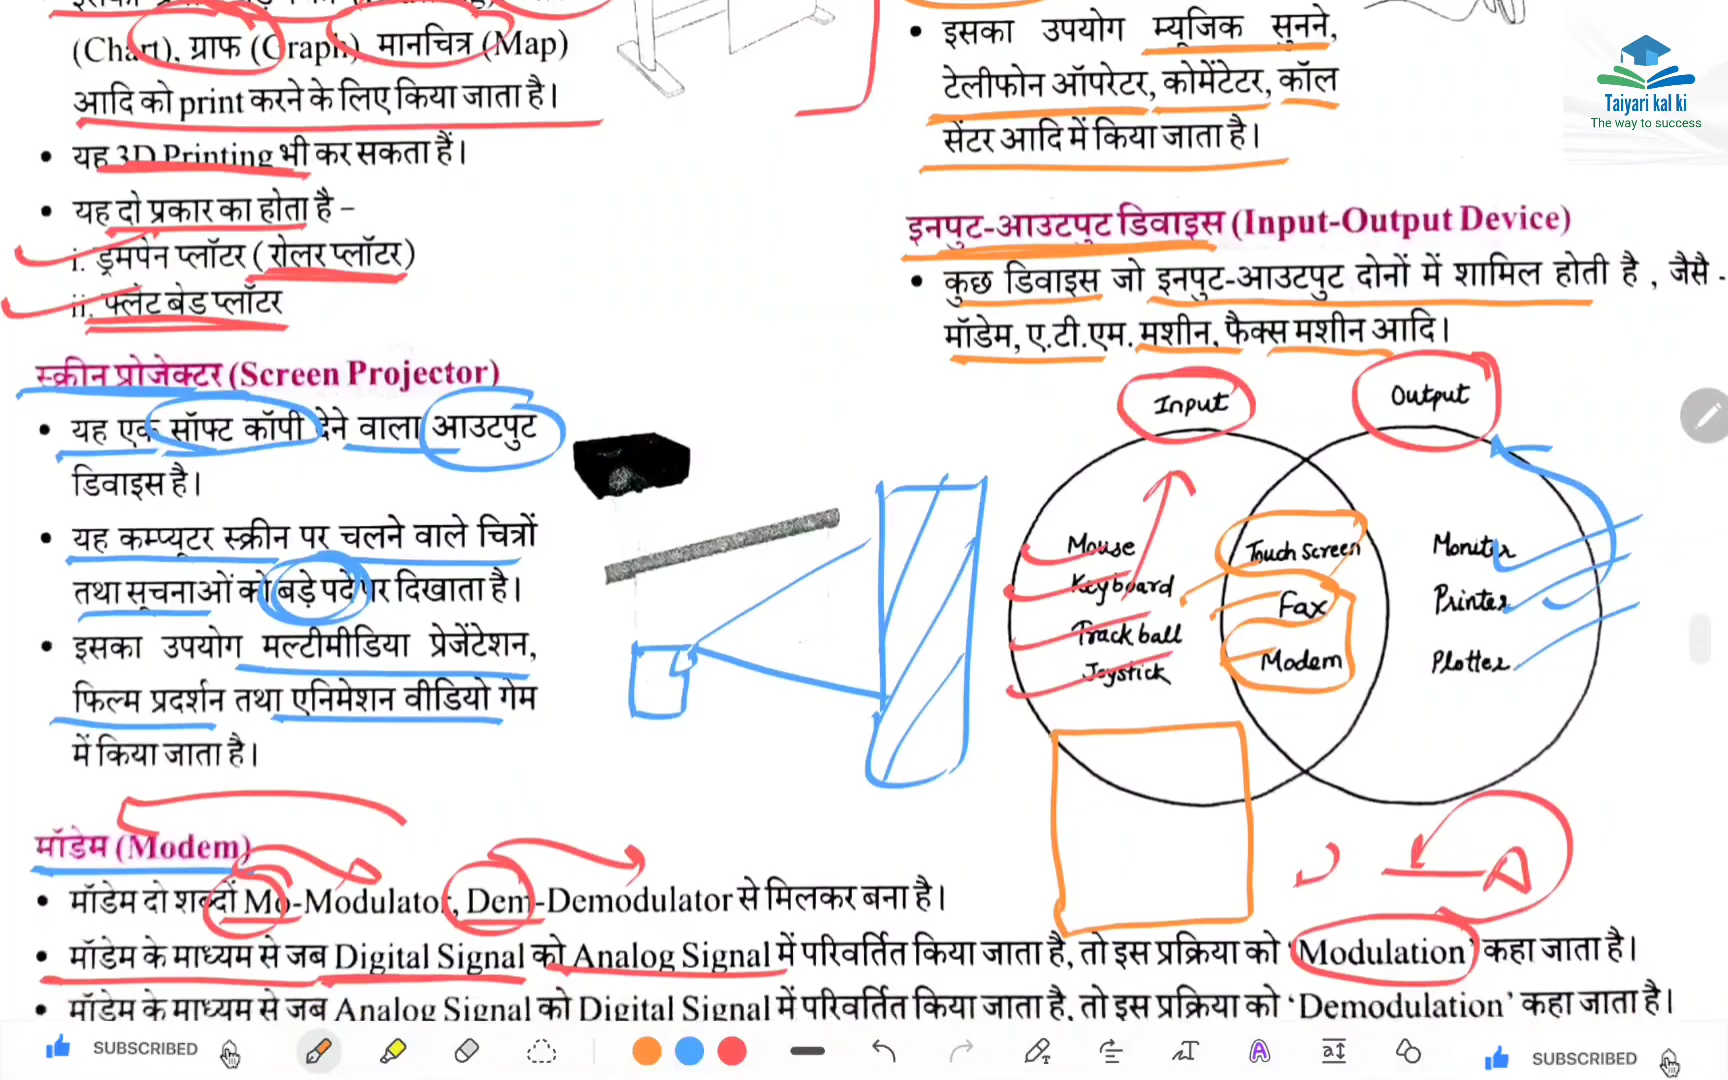 (Chart), ग्राफ (Graph), मानचित्र (Map)
आदि को print करने के लिए किया जाता है।
• यह 3D Printing भी कर सकता हैं।
• यह दो प्रकार का होता है -
i. ड्रमपेन प्लॉटर (रोलर प्लॉटर)
ii. फ्लैट बेड प्लॉटर
स्क्रीन प्रोजेक्टर (Screen Projector)
• यह एक सॉफ्ट कॉपी देने वाला आउटपुट
डिवाइस है।
• यह कम्प्यूटर स्क्रीन पर चलने वाले चित्रों
तथा सूचनाओं को बड़े पर्दे पर दिखाता है।
• इसका उपयोग मल्टीमीडिया प्रेजेंटेशन,
फिल्म प्रदर्शन तथा एनिमेशन वीडियो गेम
में किया जाता है।
• इसका उपयोग म्यूजिक सुनने,
टेलीफोन ऑपरेटर, कोमेंटेटर, कॉल
सेंटर आदि में किया जाता है।
Taiyari kal ki
The way to success
इनपुट-आउटपुट डिवाइस (Input-Output Device)
• कुछ डिवाइस जो इनपुट-आउटपुट दोनों में शामिल होती है , जैसे -
मॉडेम, ए.टी.एम. मशीन, फैक्स मशीन आदि।
Input
Output
Mouse
Keyboard
Track ball
Joystick
Touch Screen
Fax
Modem
Monitor
Printer
Plotter
मॉडेम (Modem)
• मॉडेम दो शब्दों Mo-Modulator, Dem-Demodulator से मिलकर बना है।
• मॉडेम के माध्यम से जब Digital Signal को Analog Signal में परिवर्तित किया जाता है, तो इस प्रक्रिया को ‘Modulation’ कहा जाता है।
• मॉडेम के माध्यम से जब Analog Signal को Digital Signal में परिवर्तित किया जाता है, तो इस प्रक्रिया को ‘Demodulation’ कहा जाता है।
SUBSCRIBED
SUBSCRIBED